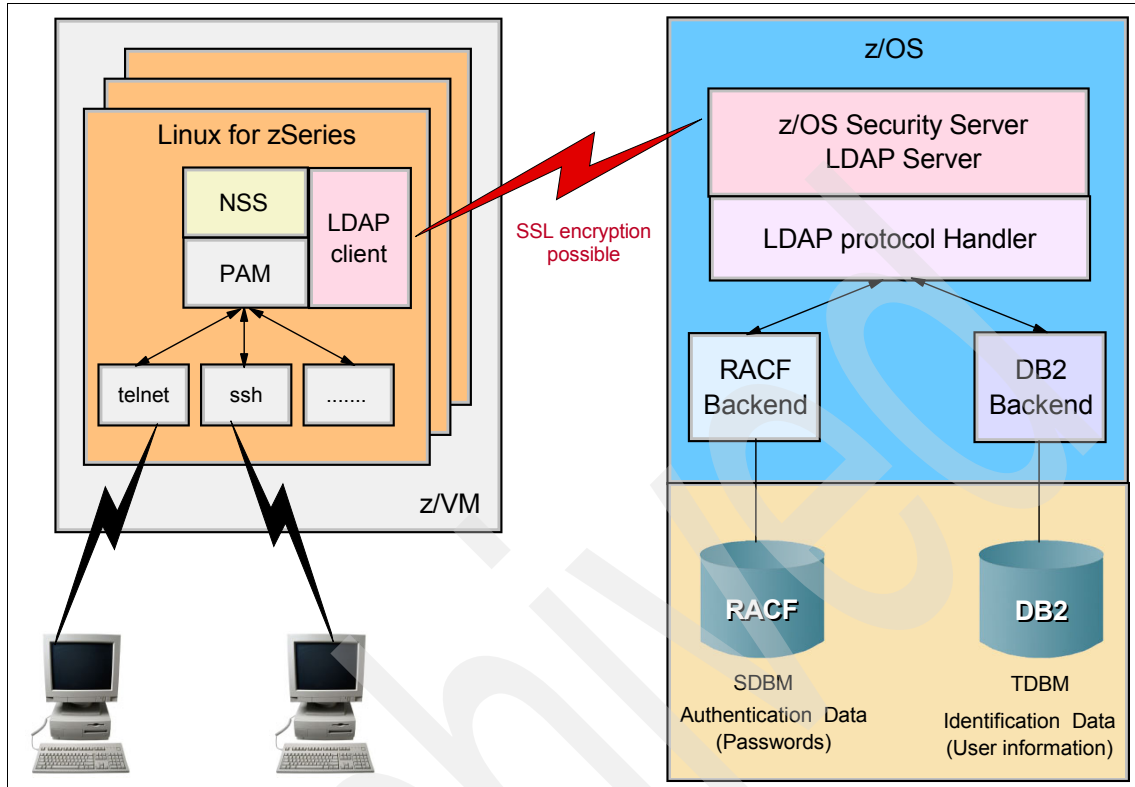 Linux for zSeries
NSS
PAM
LDAP
client
telnet
ssh
.......
z/VM
SSL encryption
possible
z/OS
z/OS Security Server
LDAP Server
LDAP protocol Handler
RACF
Backend
DB2
Backend
RACF
DB2
SDBM
Authentication Data
(Passwords)
TDBM
Identification Data
(User information)